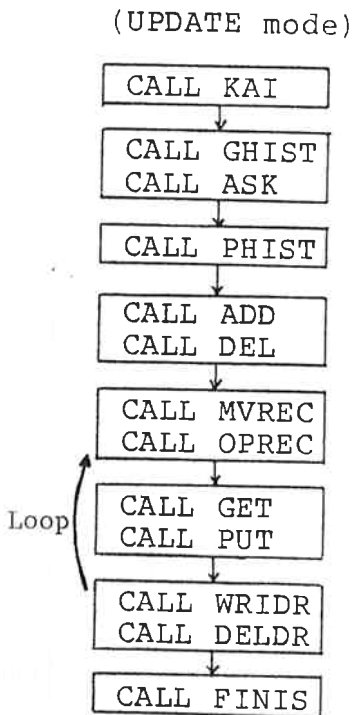 (UPDATE mode)
CALL KAI
CALL GHIST
CALL ASK
CALL PHIST
CALL ADD
CALL DEL
CALL MVREC
CALL OPREC
Loop
CALL GET
CALL PUT
CALL WRIDR
CALL DELDR
CALL FINIS